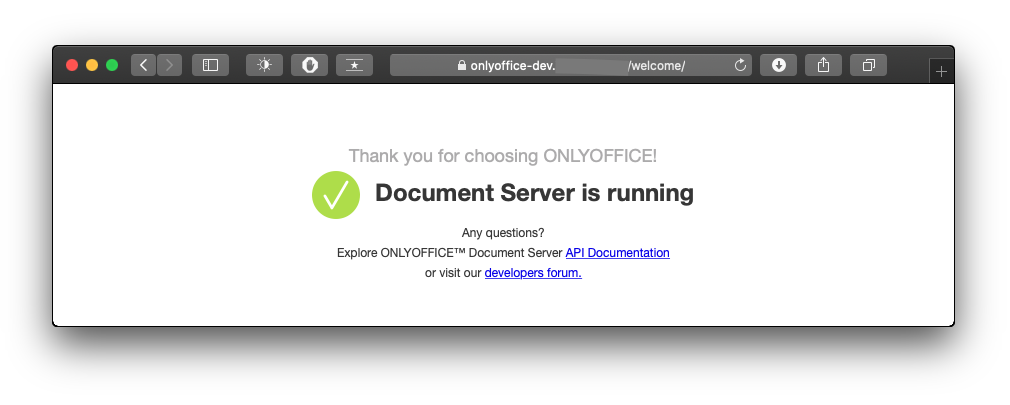 onlyoffice-dev. /welcome/
Thank you for choosing ONLYOFFICE!
Document Server is running
Any questions?
Explore ONLYOFFICE™ Document Server API Documentation
or visit our developers forum.